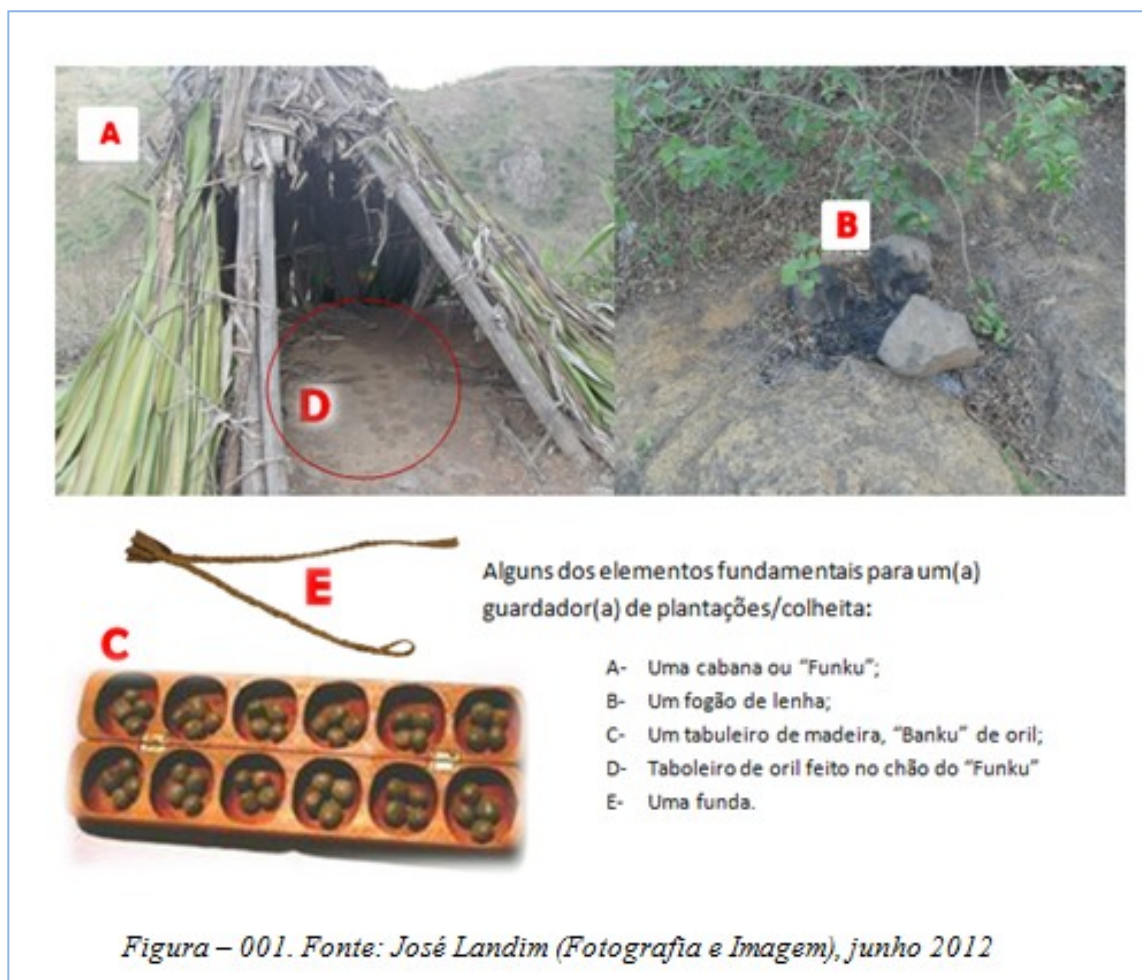 A
B
D
E
C
Alguns dos elementos fundamentais para um(a)
guardador(a) de plantações/colheita:
A- Uma cabana ou “Funku”;
B- Um fogão de lenha;
C- Um tabuleiro de madeira, “Banku” de oril;
D- Taboleiro de oril feito no chão do “Funku”
E- Uma funda.
Figura – 001. Fonte: José Landim (Fotografia e Imagem), junho 2012